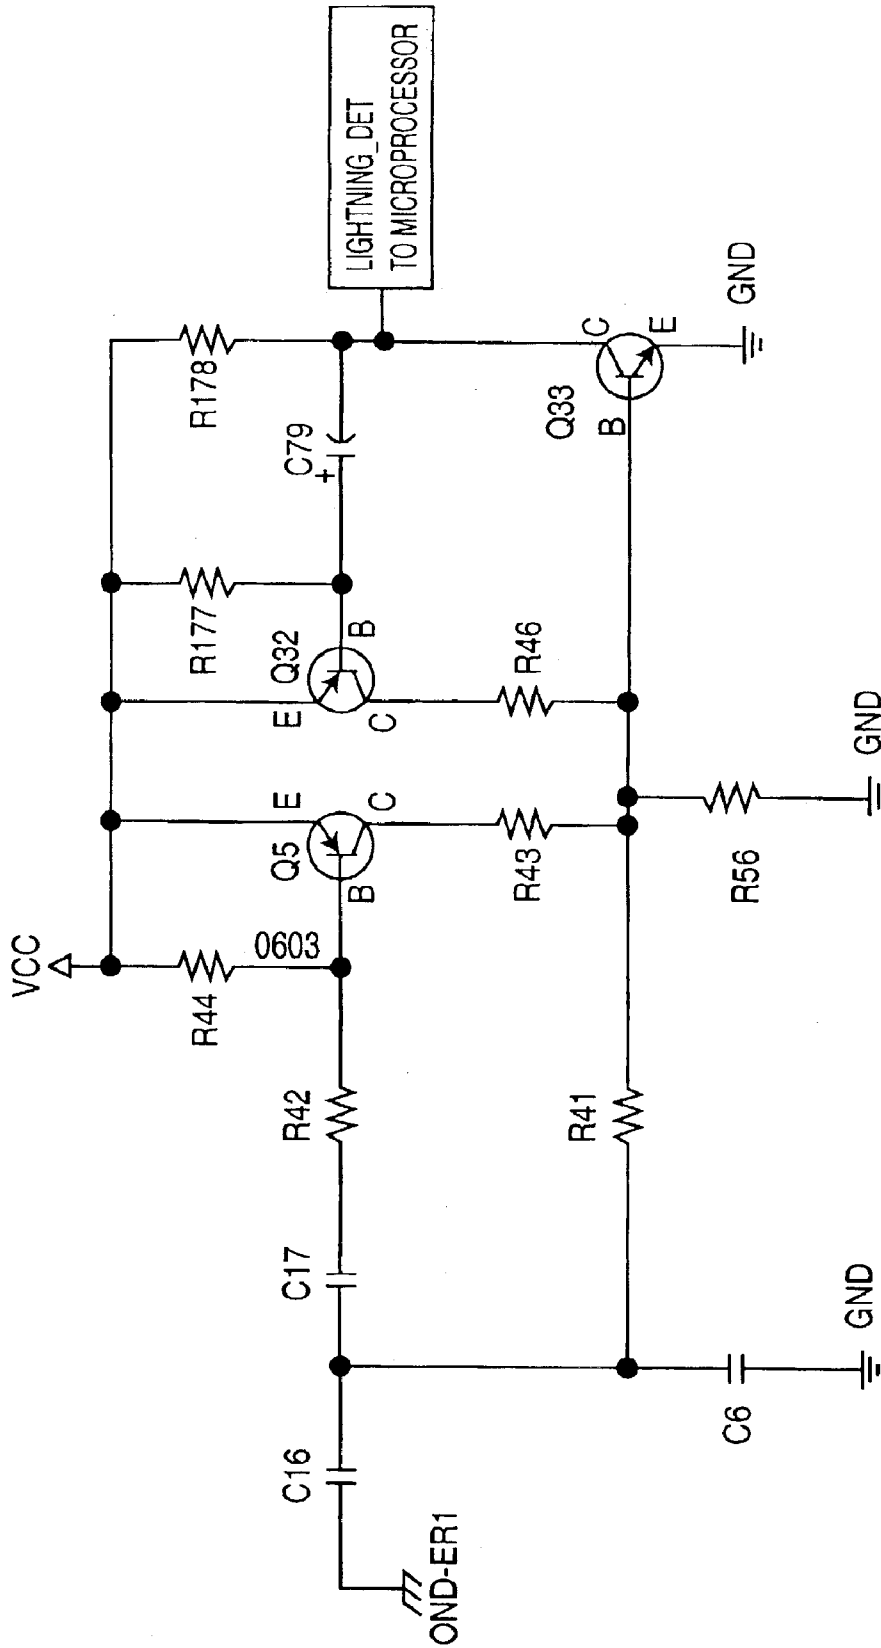 VCC
R44
0603
R42
C17
C16
OND-ER1
Q5
E
B
C
R43
R41
C6
GND
R56
GND
R177
Q32
E
B
C
R46
R178
C79
+
LIGHTNING_DET
TO MICROPROCESSOR
Q33
C
B
E
GND